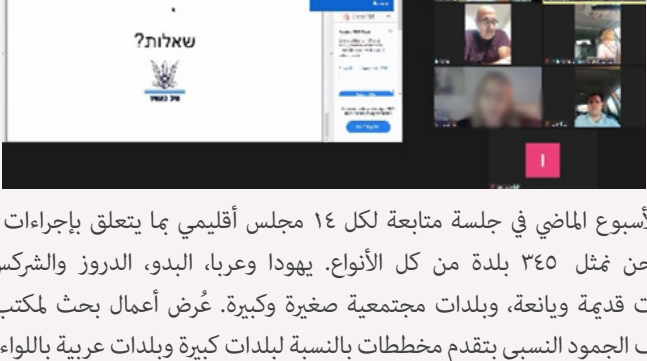 שאלות?
לأسبوع الماضي في جلسة متابعة لكل ١٤ مجلس أقليمي بما يتعلق بإجراءات
حن نمثل ٣٤٥ بلدة من كل الأنواع. يهودا وعربا، البدو، الدروز والشركس
ت قديمة ويانعة، وبلدات مجتمعية صغيرة وكبيرة. عُرض أعمال بحث لمكتب
ف الجمود النسبي بتقدم مخططات بالنسبة لبلدات كبيرة وبلدات عربية باللواء